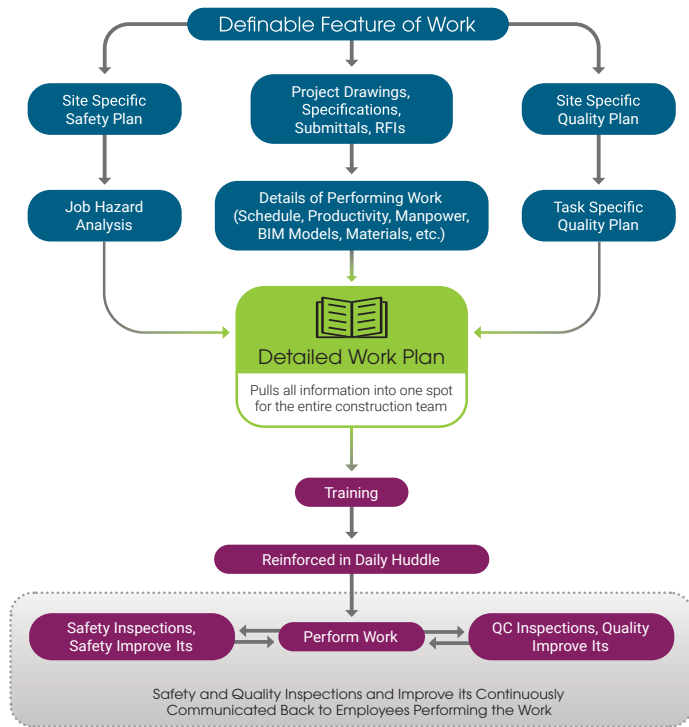 Definable Feature of Work
Site Specific
Safety Plan
Project Drawings,
Specifications,
Submittals, RFIs
Site Specific
Quality Plan
Job Hazard
Analysis
Details of Performing Work
(Schedule, Productivity, Manpower,
BIM Models, Materials, etc.)
Task Specific
Quality Plan
Detailed Work Plan
Pulls all information into one spot
for the entire construction team
Training
Reinforced in Daily Huddle
Safety Inspections,
Safety Improve Its
Perform Work
QC Inspections, Quality
Improve Its
Safety and Quality Inspections and Improve its Continuously
Communicated Back to Employees Performing the Work